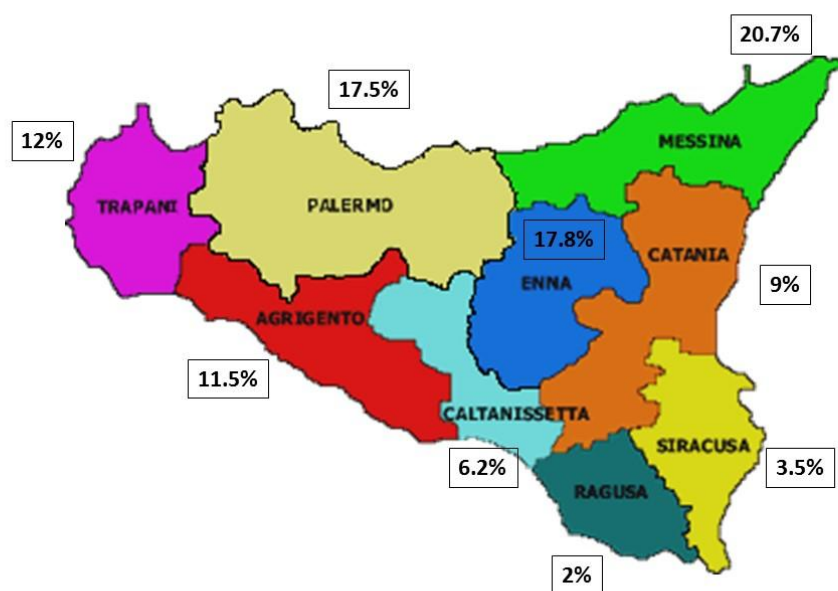 20.7%
17.5%
12%
MESSINA
TRAPANI
PALERMO
17.8%
CATANIA
ENNA
9%
AGRIGENTO
11.5%
CALTANISSETTA
SIRACUSA
6.2%
3.5%
RAGUSA
2%